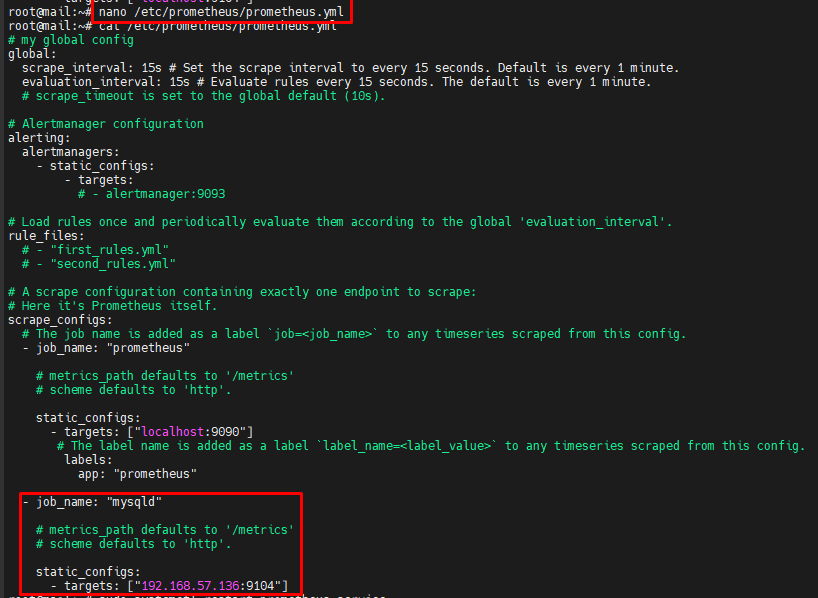 root@mail:~# nano /etc/prometheus/prometheus.yml
root@mail:~# cat /etc/prometheus/prometheus.yml
# my global config
global:
  scrape_interval: 15s # Set the scrape interval to every 15 seconds. Default is every 1 minute.
  evaluation_interval: 15s # Evaluate rules every 15 seconds. The default is every 1 minute.
  # scrape_timeout is set to the global default (10s).

# Alertmanager configuration
alerting:
  alertmanagers:
    - static_configs:
        - targets:
          # - alertmanager:9093

# Load rules once and periodically evaluate them according to the global 'evaluation_interval'.
rule_files:
  # - "first_rules.yml"
  # - "second_rules.yml"

# A scrape configuration containing exactly one endpoint to scrape:
# Here it's Prometheus itself.
scrape_configs:
  # The job name is added as a label `job=<job_name>` to any timeseries scraped from this config.
  - job_name: "prometheus"

    # metrics_path defaults to '/metrics'
    # scheme defaults to 'http'.

    static_configs:
      - targets: ["localhost:9090"]
       # The label name is added as a label `label_name=<label_value>` to any timeseries scraped from this config.
        labels:
          app: "prometheus"

  - job_name: "mysqld"

    # metrics_path defaults to '/metrics'
    # scheme defaults to 'http'.

    static_configs:
      - targets: ["192.168.57.136:9104"]